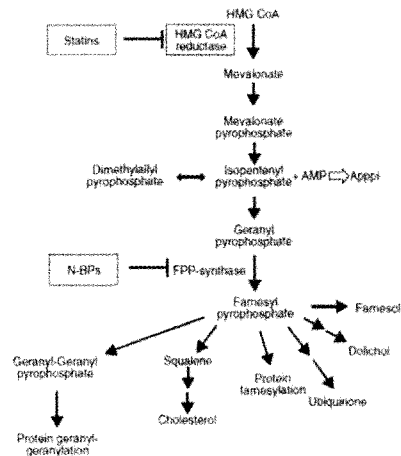 HMG CoA
Statins
HMG CoA
reductase
Mevalonate
Mevalonate
pyrophosphate
Dimethylallyl
pyrophosphate
Isopentenyl
pyrophosphate
+ AMP
Apppi
Geranyl
pyrophosphate
N-BPs
FPP-synthase
Farnesyl
pyrophosphate
Farnesol
Dolichol
Geranyl-Geranyl
pyrophosphate
Squalene
Protein
farnesylation
Ubiquinone
Cholesterol
Protein geranyl-
geranylation